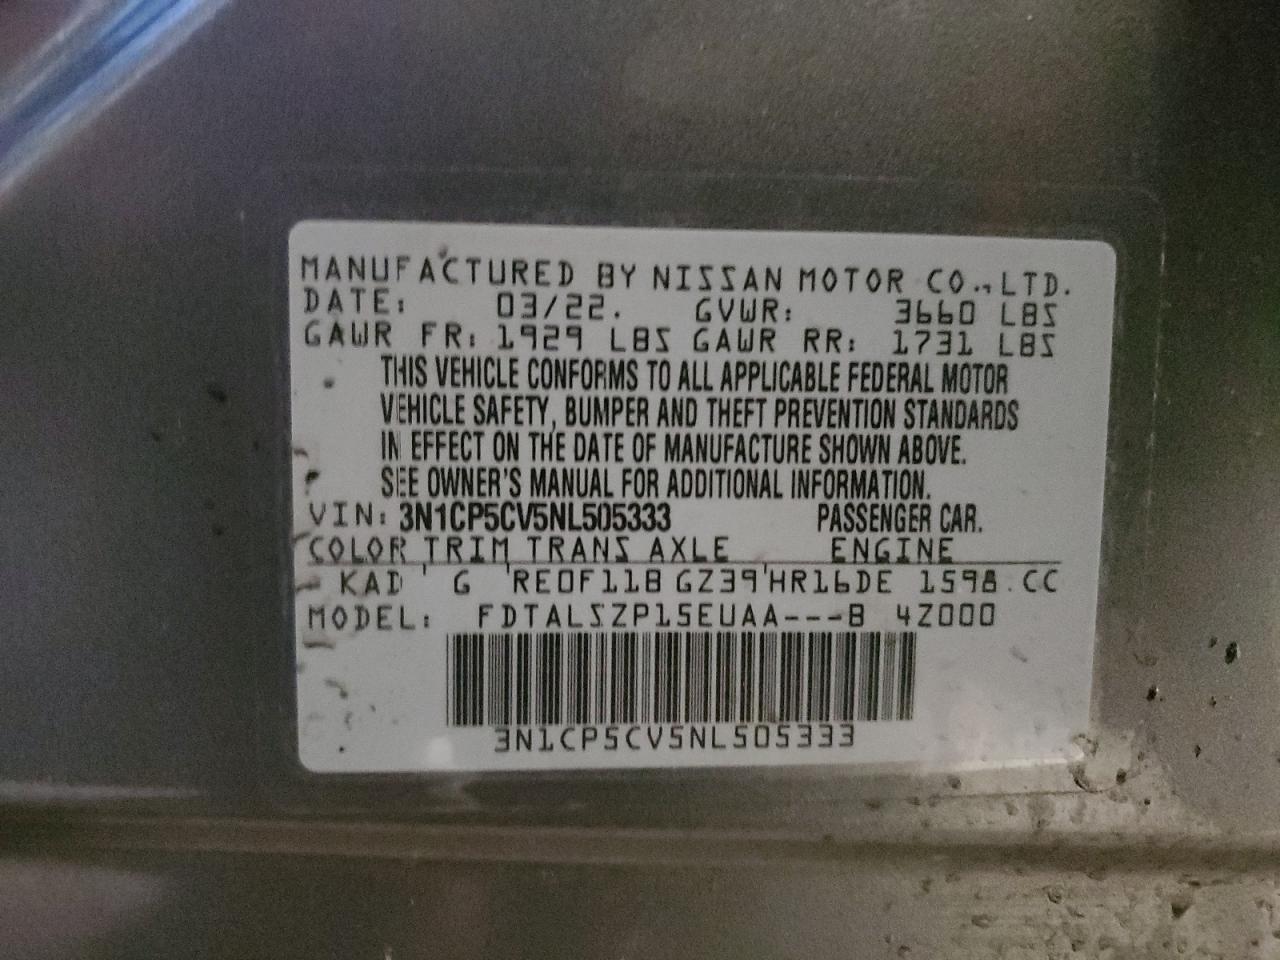 MANUFACTURED BY NISSAN MOTOR CO.,LTD.
DATE: 03/22. GVWR: 3660 LBS
GAWR FR: 1929 LBS GAWR RR: 1731 LBS
THIS VEHICLE CONFORMS TO ALL APPLICABLE FEDERAL MOTOR
VEHICLE SAFETY, BUMPER AND THEFT PREVENTION STANDARDS
IN EFFECT ON THE DATE OF MANUFACTURE SHOWN ABOVE.
SEE OWNER'S MANUAL FOR ADDITIONAL INFORMATION.
VIN: 3N1CP5CV5NL505333 PASSENGER CAR.
COLOR TRIM TRANS AXLE ENGINE
KAD G RE0F11B GZ39 HR16DE 1598 CC
MODEL: FDTALSZP15EUAA---B 4Z000
3N1CP5CV5NL505333